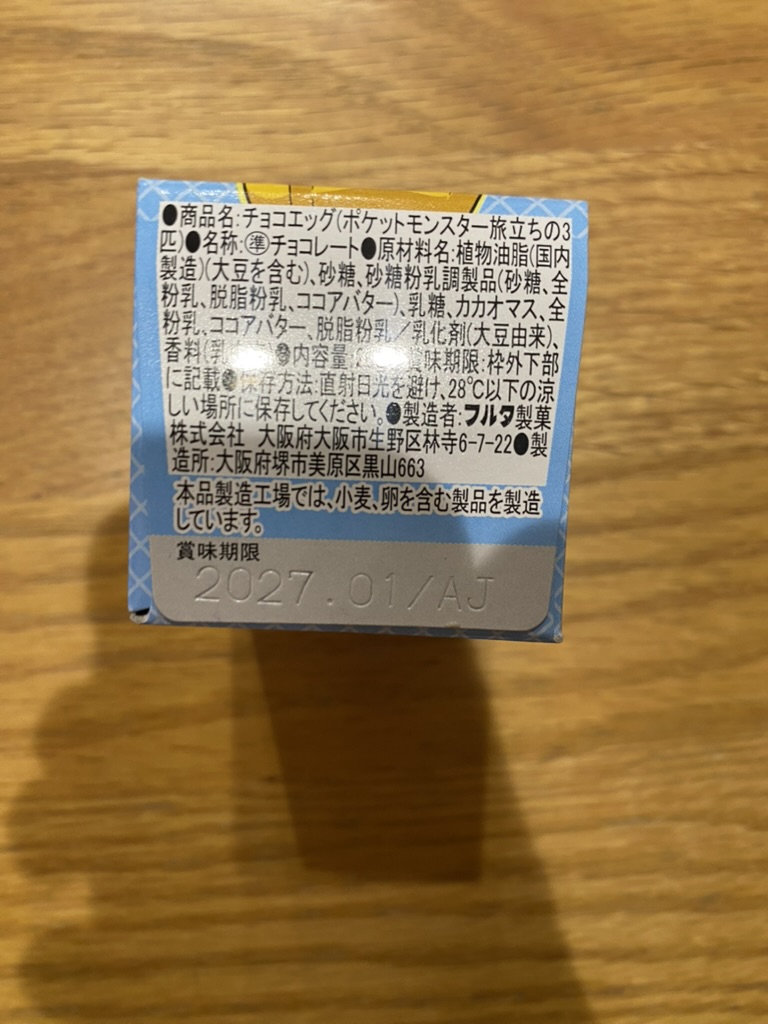 ●商品名:チョコエッグ(ポケットモンスター旅立ちの3
匹)●名称:㊜チョコレート●原材料名:植物油脂(国内
製造)(大豆を含む)、砂糖、砂糖粉乳調製品(砂糖、全
粉乳、脱脂粉乳、ココアバター)、乳糖、カカオマス、全
粉乳、ココアバター、脱脂粉乳/乳化剤(大豆由来)、
香料(乳 ●内容量: 賞味期限:枠外下部
に記載●保存方法:直射日光を避け、28℃以下の涼
しい場所に保存してください。●製造者:フルタ製菓
株式会社 大阪府大阪市生野区林寺6-7-22●製
造所:大阪府堺市美原区黒山663
本品製造工場では、小麦、卵を含む製品を製造
しています。
賞味期限
2027.01/AJ